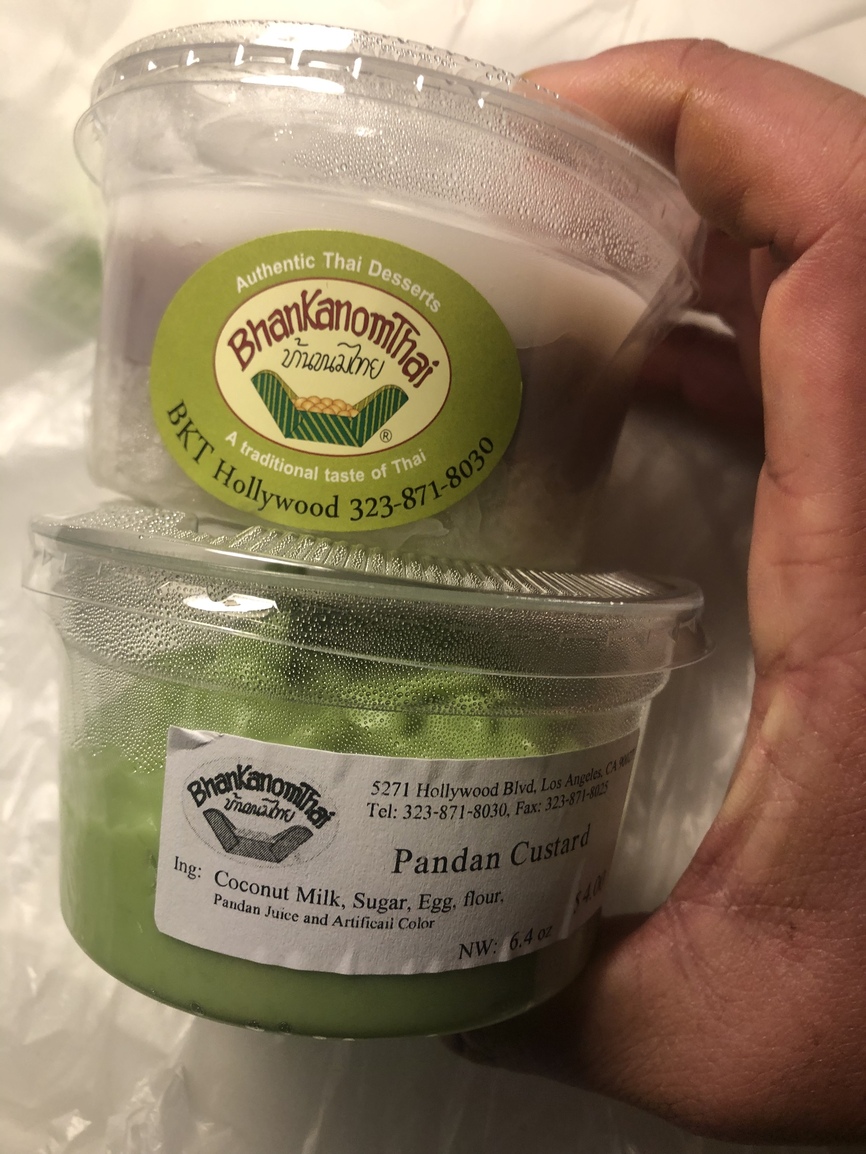 Authentic Thai Desserts
BhanKanomThai
บ้านขนมไทย
®
A traditional taste of Thai
BKT Hollywood 323-871-8030
BhanKanomThai
บ้านขนมไทย
5271 Hollywood Blvd, Los Angeles, CA
Tel: 323-871-8030, Fax: 323-871-8025
Pandan Custard
Ing: Coconut Milk, Sugar, Egg, flour,
Pandan Juice and Artificail Color
NW: 6.4 oz
$4.00